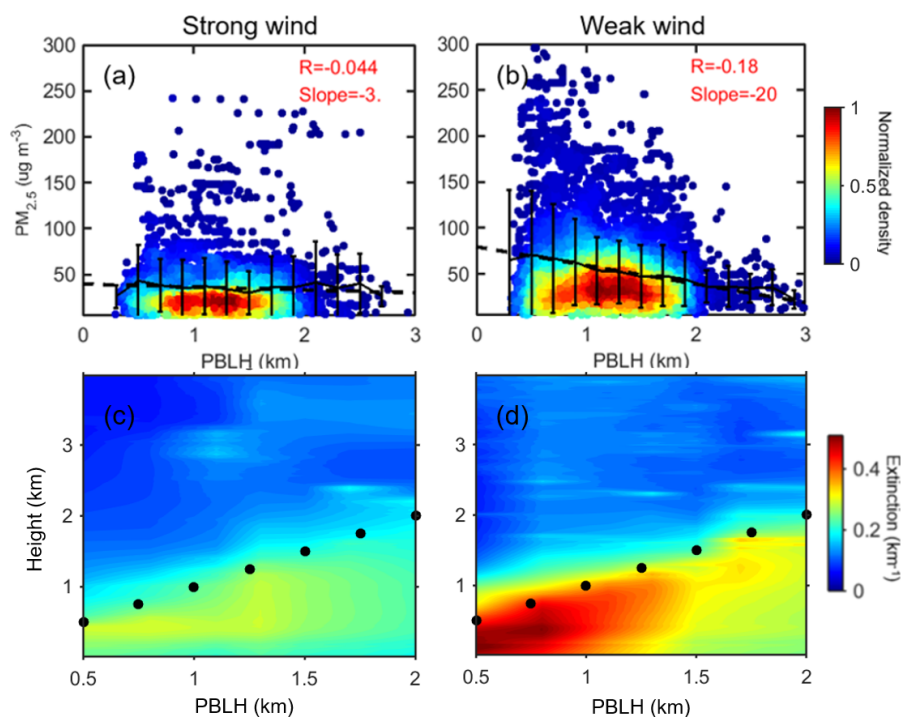 Strong wind
Weak wind
300
250
200
150
100
50
PM2.5 (ug m-3)
(a)
R=-0.044
Slope=-3.
0
1
2
3
PBLH (km)
300
250
200
150
100
50
(b)
R=-0.18
Slope=-20
0
1
2
3
PBLH (km)
1
0.5
0
Normalized density
(c)
3
2
1
Height (km)
0.5
1
1.5
2
PBLH (km)
(d)
3
2
1
0.5
1
1.5
2
PBLH (km)
0.4
0.2
0
Extinction (km-1)